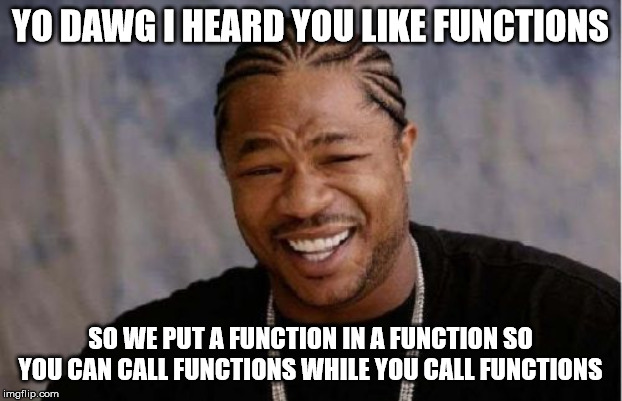 YO DAWG I HEARD YOU LIKE FUNCTIONS
SO WE PUT A FUNCTION IN A FUNCTION SO
YOU CAN CALL FUNCTIONS WHILE YOU CALL FUNCTIONS
imgflip.com